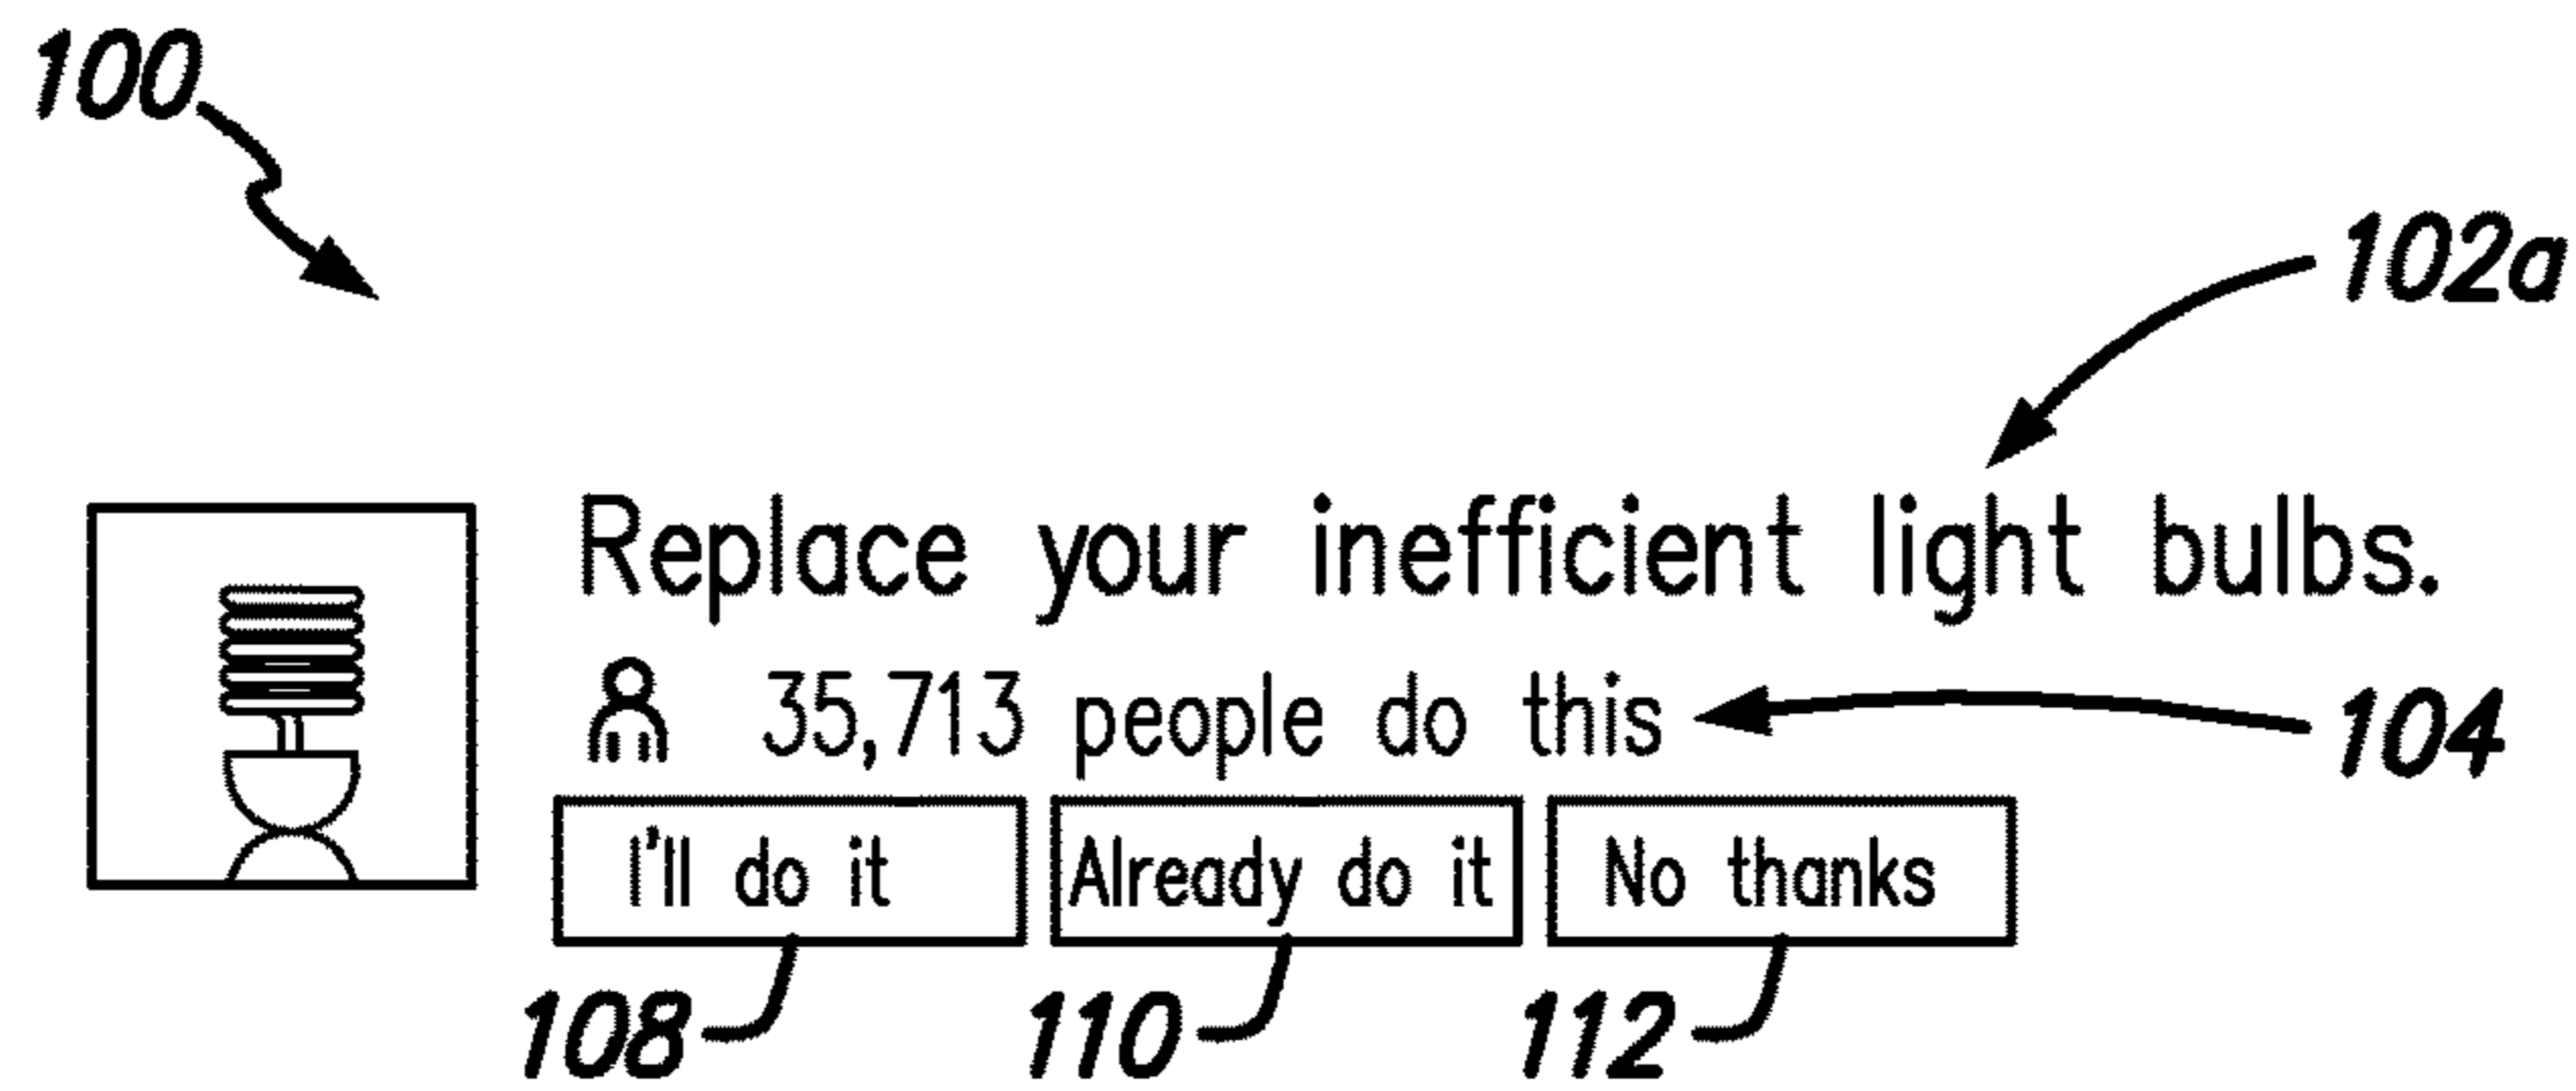 100
102a
Replace your inefficient light bulbs.
35,713 people do this
104
I'll do it
Already do it
No thanks
108
110
112